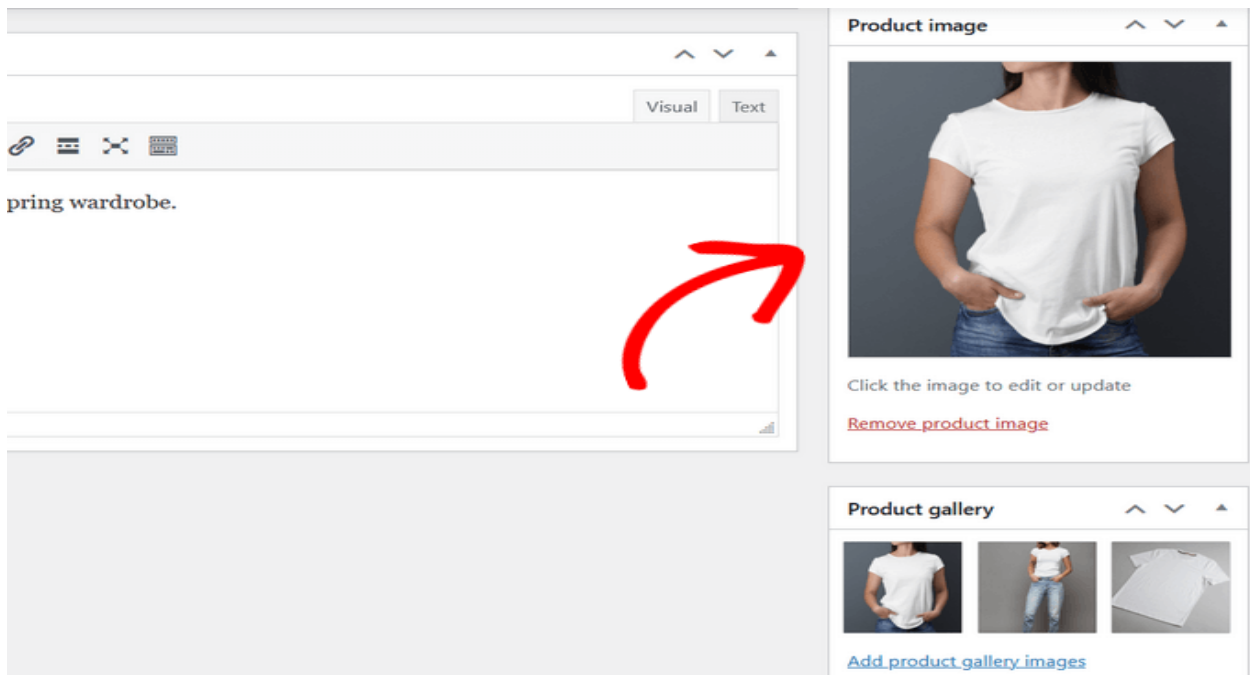 Product image
Visual
Text
pring wardrobe.
Click the image to edit or update
Remove product image
Product gallery
Add product gallery images